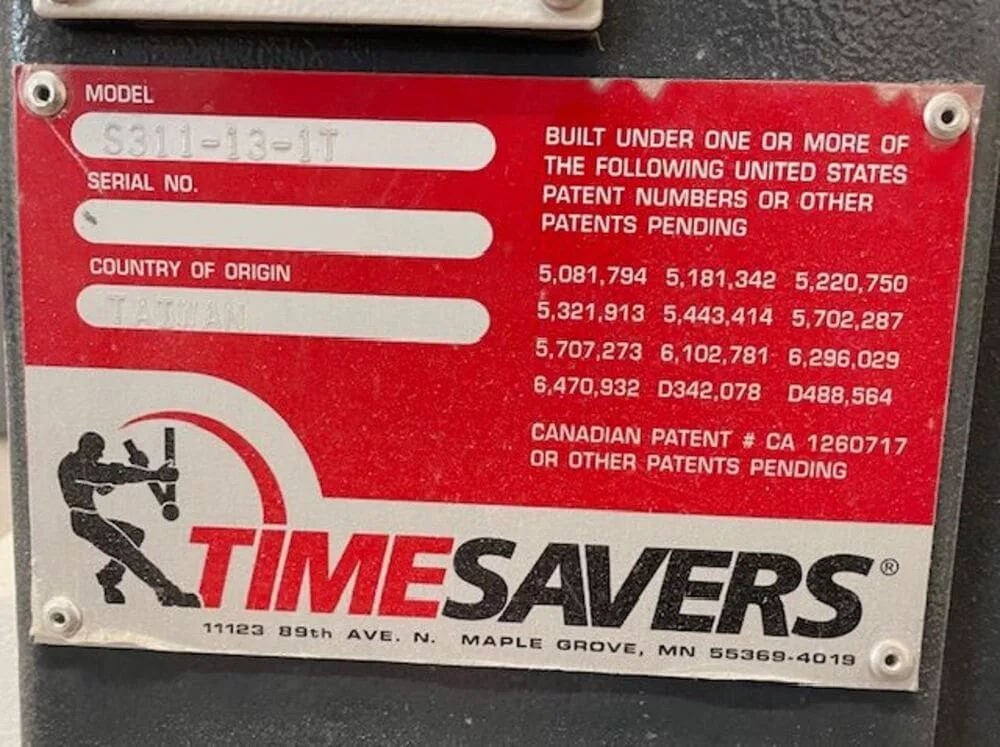 MODEL
S311-13-1T
SERIAL NO.
COUNTRY OF ORIGIN
TAIWAN
BUILT UNDER ONE OR MORE OF
THE FOLLOWING UNITED STATES
PATENT NUMBERS OR OTHER
PATENTS PENDING
5,081,794 5,181,342 5,220,750
5,321,913 5,443,414 5,702,287
5,707,273 6,102,781 6,296,029
6,470,932 D342,078 D488,564
CANADIAN PATENT # CA 1260717
OR OTHER PATENTS PENDING
TIMESAVERS®
11123 89th AVE. N. MAPLE GROVE, MN 55369-4019